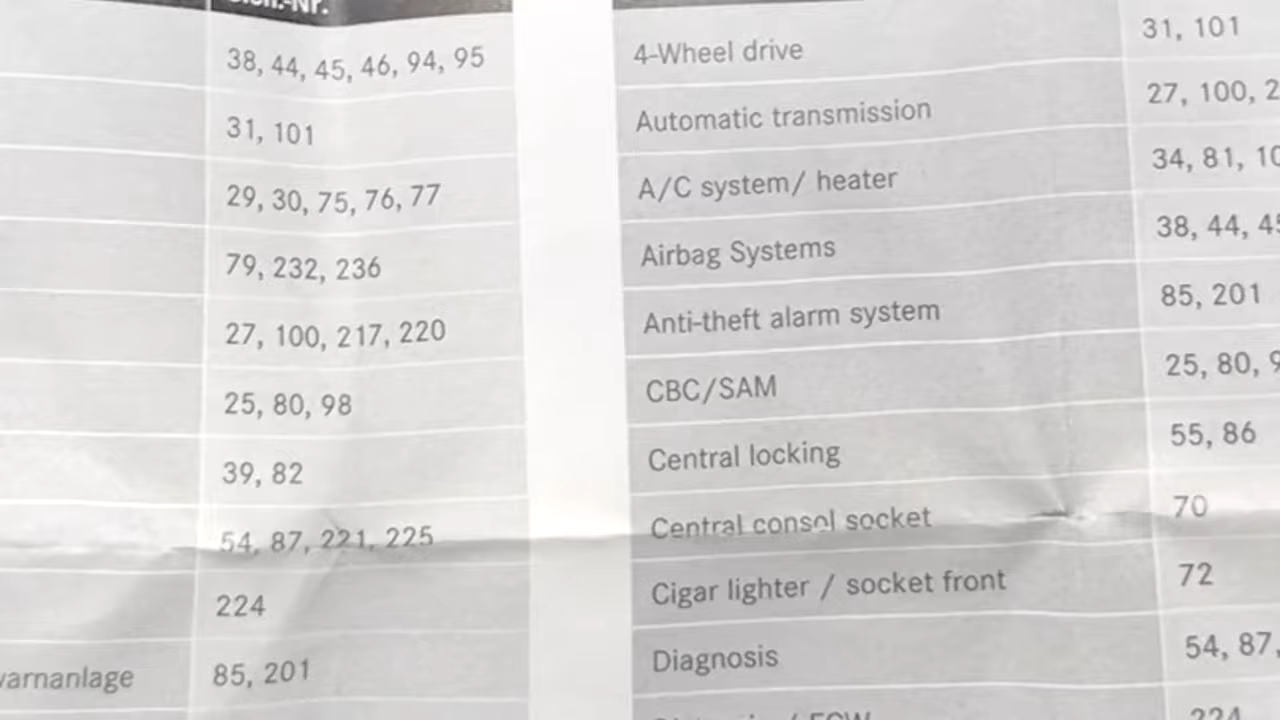 38, 44, 45, 46, 94, 95
31, 101
29, 30, 75, 76, 77
79, 232, 236
27, 100, 217, 220
25, 80, 98
39, 82
54, 87, 221, 225
224
85, 201
4-Wheel drive 31, 101
Automatic transmission 27, 100,
A/C system/ heater 34, 81,
Airbag Systems 38, 44,
Anti-theft alarm system 85, 201
CBC/SAM 25, 80,
Central locking 55, 86
Central consol socket 70
Cigar lighter / socket front 72
Diagnosis 54, 87,
224